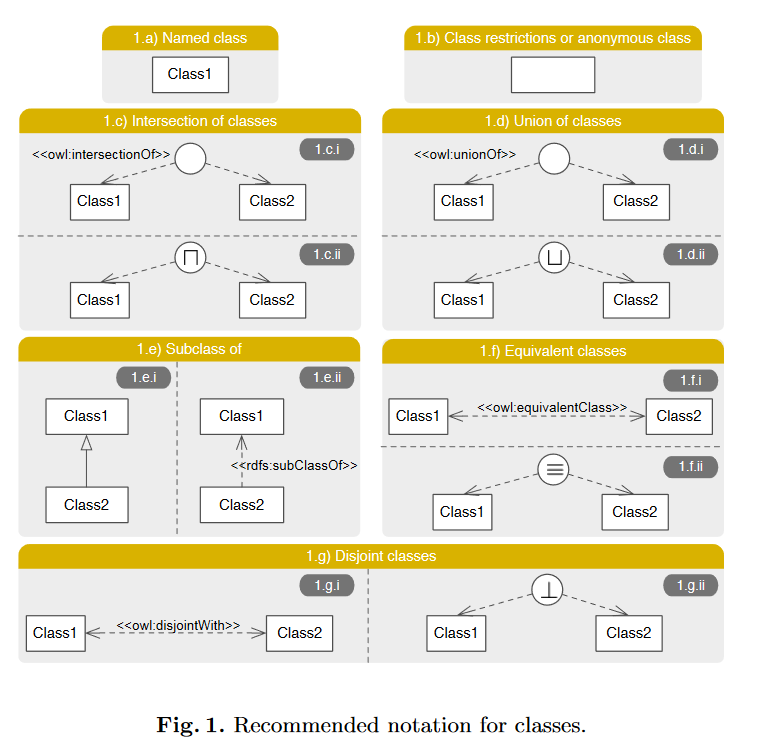 1.a) Named class
Class1
1.b) Class restrictions or anonymous class
1.c) Intersection of classes
1.c.i
<<owl:intersectionOf>>
Class1
Class2
1.c.ii
⊓
Class1
Class2
1.d) Union of classes
1.d.i
<<owl:unionOf>>
Class1
Class2
1.d.ii
⊔
Class1
Class2
1.e) Subclass of
1.e.i
Class1
Class2
1.e.ii
Class1
<<rdfs:subClassOf>>
Class2
1.f) Equivalent classes
1.f.i
Class1
<<owl:equivalentClass>>
Class2
1.f.ii
≡
Class1
Class2
1.g) Disjoint classes
1.g.i
Class1
<<owl:disjointWith>>
Class2
1.g.ii
⊥
Class1
Class2
Fig. 1. Recommended notation for classes.